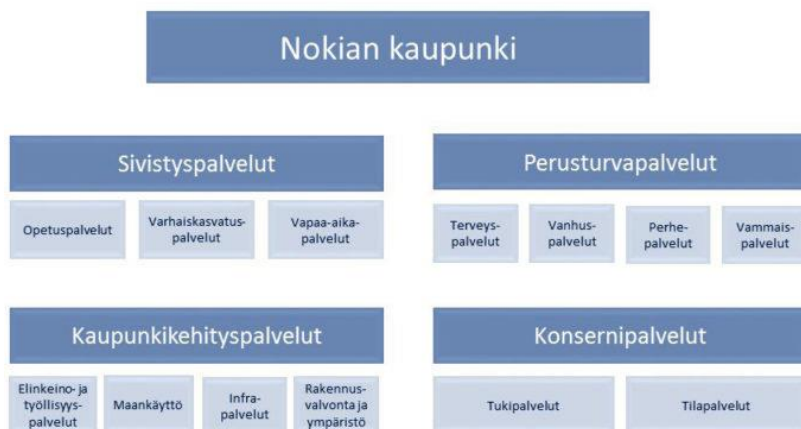 Nokian kaupunki
Sivistyspalvelut
Opetuspalvelut
Varhaiskasvatus-
palvelut
Vapaa-aika-
palvelut
Perusturvapalvelut
Terveys-
palvelut
Vanhus-
palvelut
Perhe-
palvelut
Vammais-
palvelut
Kaupunkikehityspalvelut
Elinkeino- ja
työllisyys-
palvelut
Maankäyttö
Infra-
palvelut
Rakennus-
valvonta ja
ympäristö
Konsernipalvelut
Tukipalvelut
Tilapalvelut